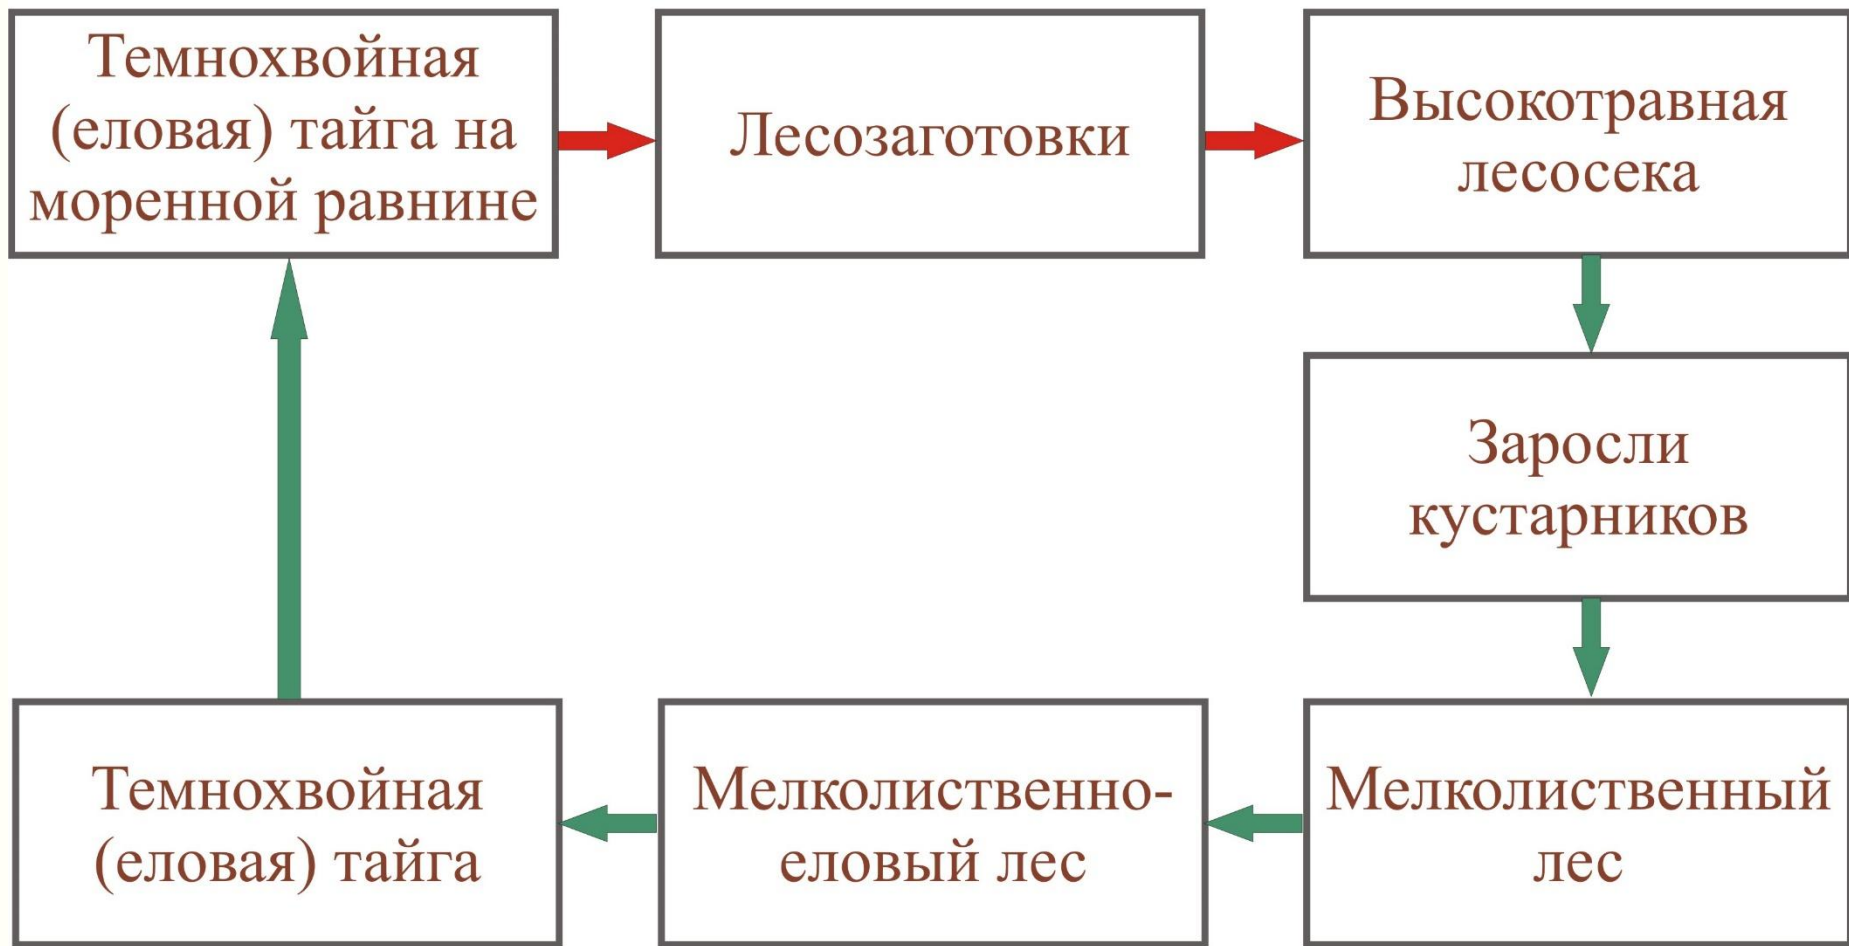 Темнохвойная
(еловая) тайга на
моренной равнине
Лесозаготовки
Высокотравная
лесосека
Заросли
кустарников
Мелколиственный
лес
Мелколиственно-
еловый лес
Темнохвойная
(еловая) тайга